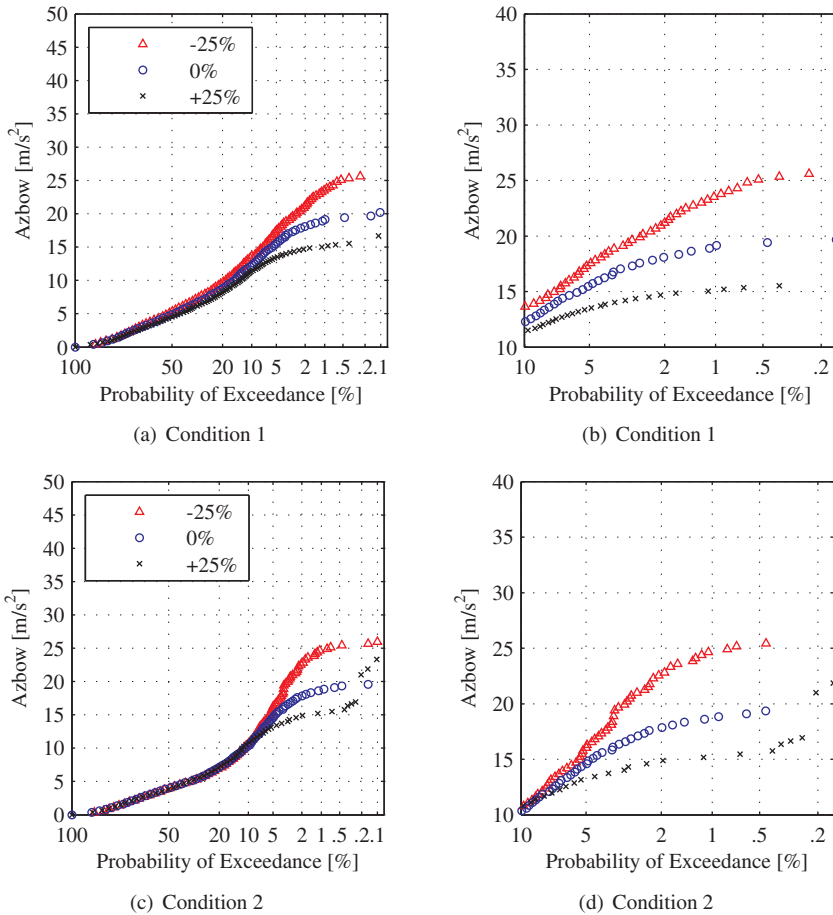 50
45
40
35
30
25
20
15
10
5
0
Azbow [m/s²]
-25%
0%
+25%
100 50 20 10 5 2 1 .5 .2 .1
Probability of Exceedance [%]
(a) Condition 1
40
35
30
25
20
15
10
Azbow [m/s²]
10 5 2 1 .5 .2
Probability of Exceedance [%]
(b) Condition 1
50
45
40
35
30
25
20
15
10
5
0
Azbow [m/s²]
-25%
0%
+25%
100 50 20 10 5 2 1 .5 .2 .1
Probability of Exceedance [%]
(c) Condition 2
40
35
30
25
20
15
10
Azbow [m/s²]
10 5 2 1 .5 .2
Probability of Exceedance [%]
(d) Condition 2